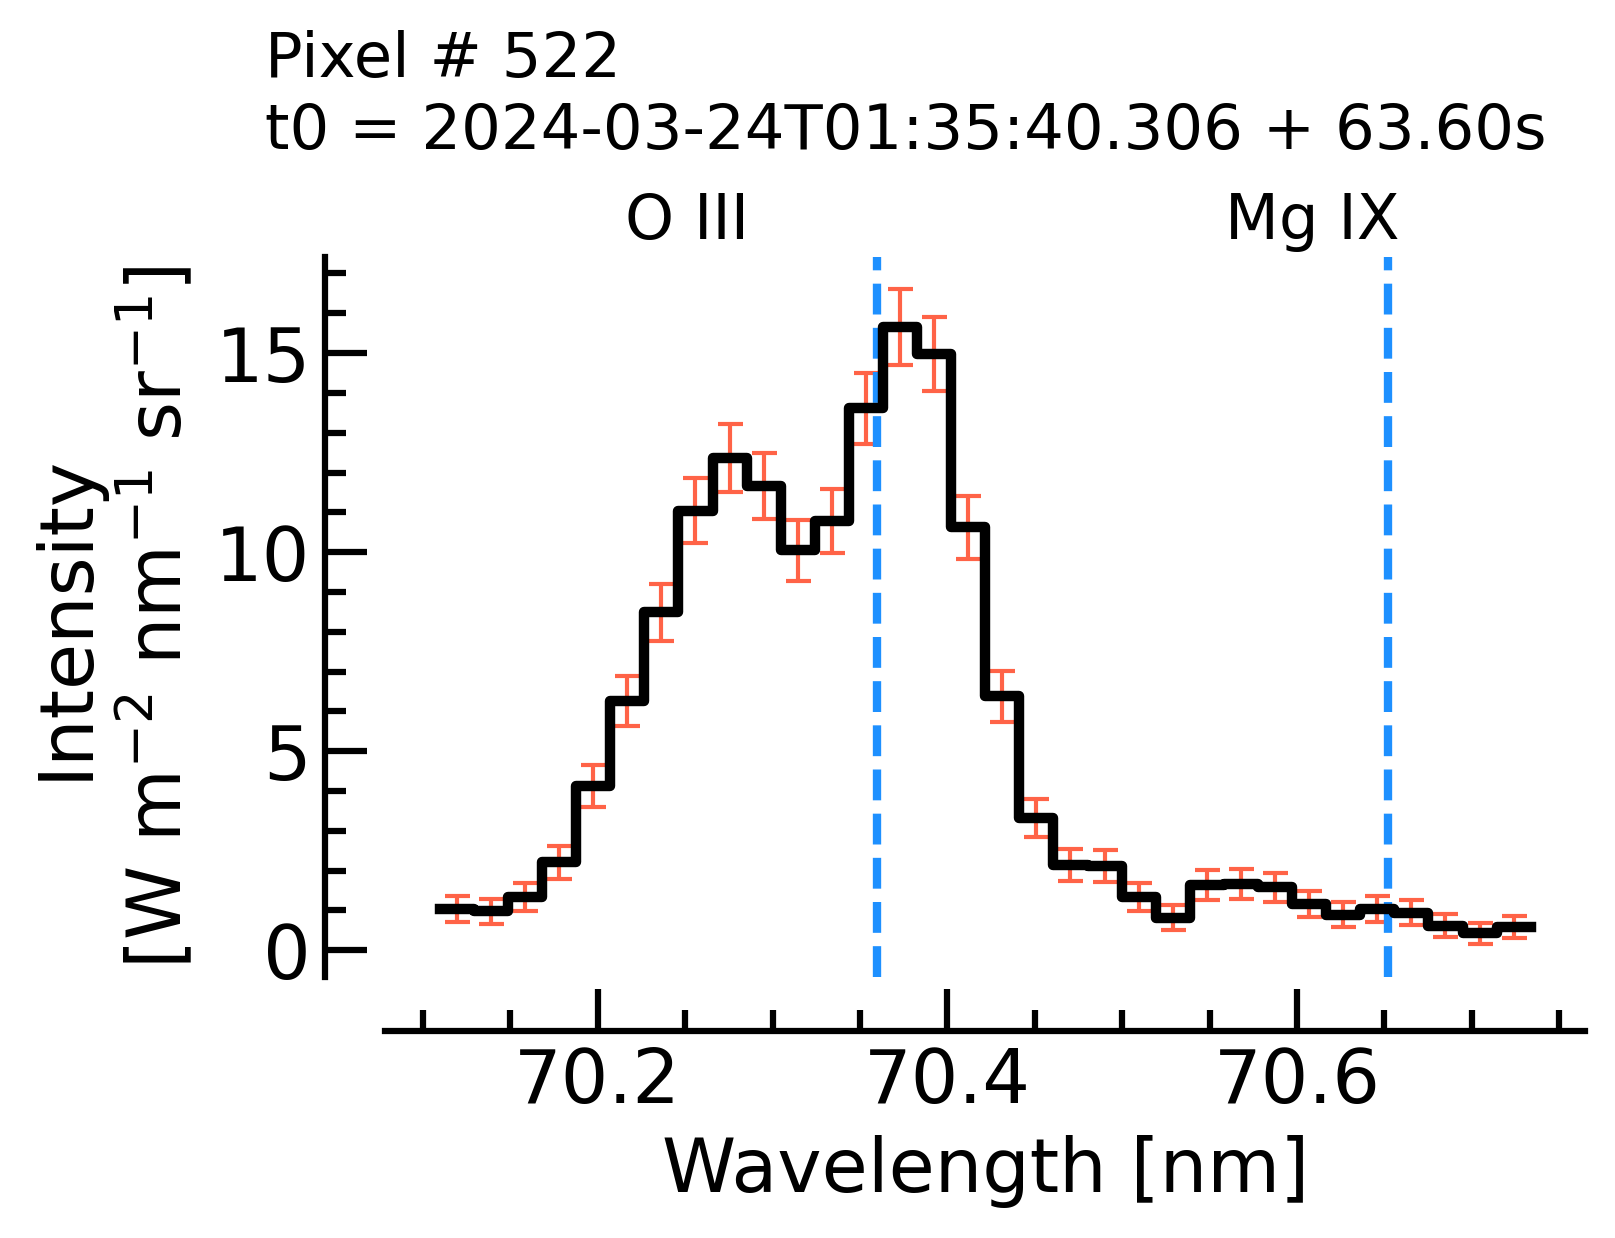 Pixel # 522
t0 = 2024-03-24T01:35:40.306 + 63.60s
O III Mg IX
Intensity
[W m⁻² nm⁻¹ sr⁻¹]
15
10
5
0
70.2 70.4 70.6
Wavelength [nm]